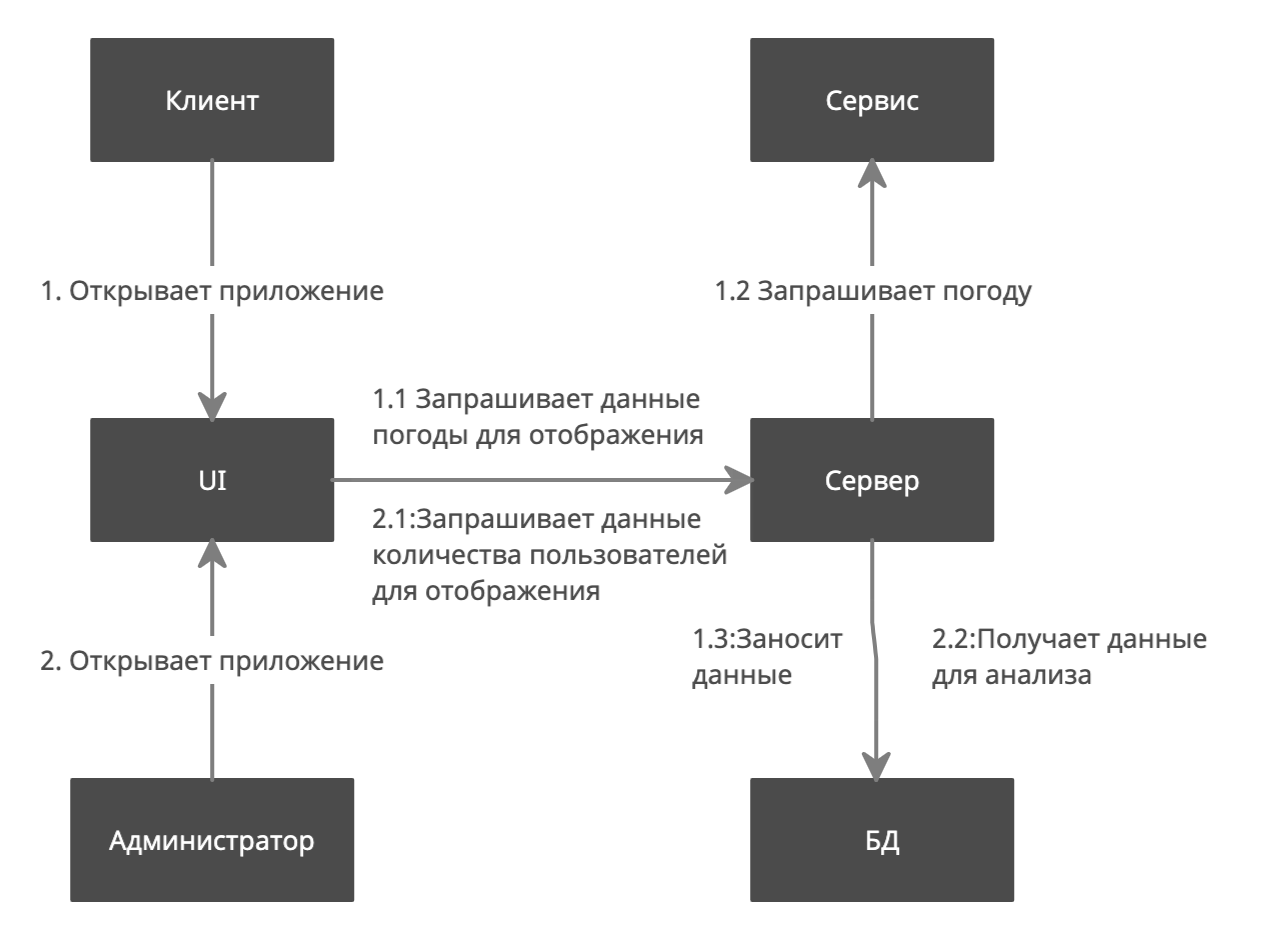 Клиент
Сервис
1. Открывает приложение
1.2 Запрашивает погоду
1.1 Запрашивает данные
погоды для отображения
UI
Сервер
2.1:Запрашивает данные
количества пользователей
для отображения
1.3:Заносит
данные
2.2:Получает данные
для анализа
2. Открывает приложение
Администратор
БД